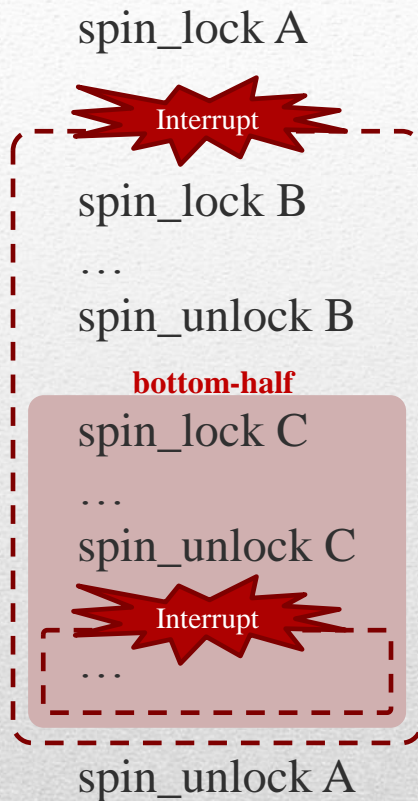 spin_lock A
Interrupt
spin_lock B
…
spin_unlock B
bottom-half
spin_lock C
…
spin_unlock C
Interrupt
…
spin_unlock A